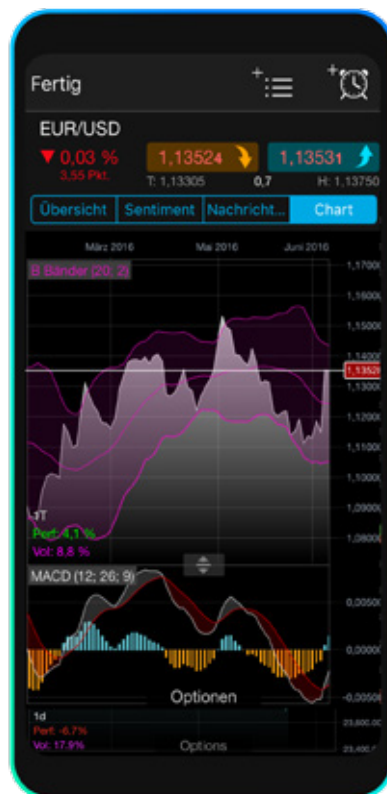 Fertig
+
+
EUR/USD
▼ 0,03 %
3,55 Pkt.
1,13524
1,13531
T: 1,13305
0,7
H: 1,13750
Übersicht
Sentiment
Nachricht...
Chart
März 2016
Mai 2016
Juni 2016
B Bänder (20; 2)
1,17000
1,15000
1,14000
1,13528
1,13000
1,12000
1,11000
1,10000
1,09000
1,08000
1T
Perf: 4,1 %
Vol: 8,8 %
MACD (12; 26; 9)
0,00500
0,00000
-0,00500
Optionen
1d
Perf: -6.7%
Vol: 17.9%
23,600.00
Options
23,400.00